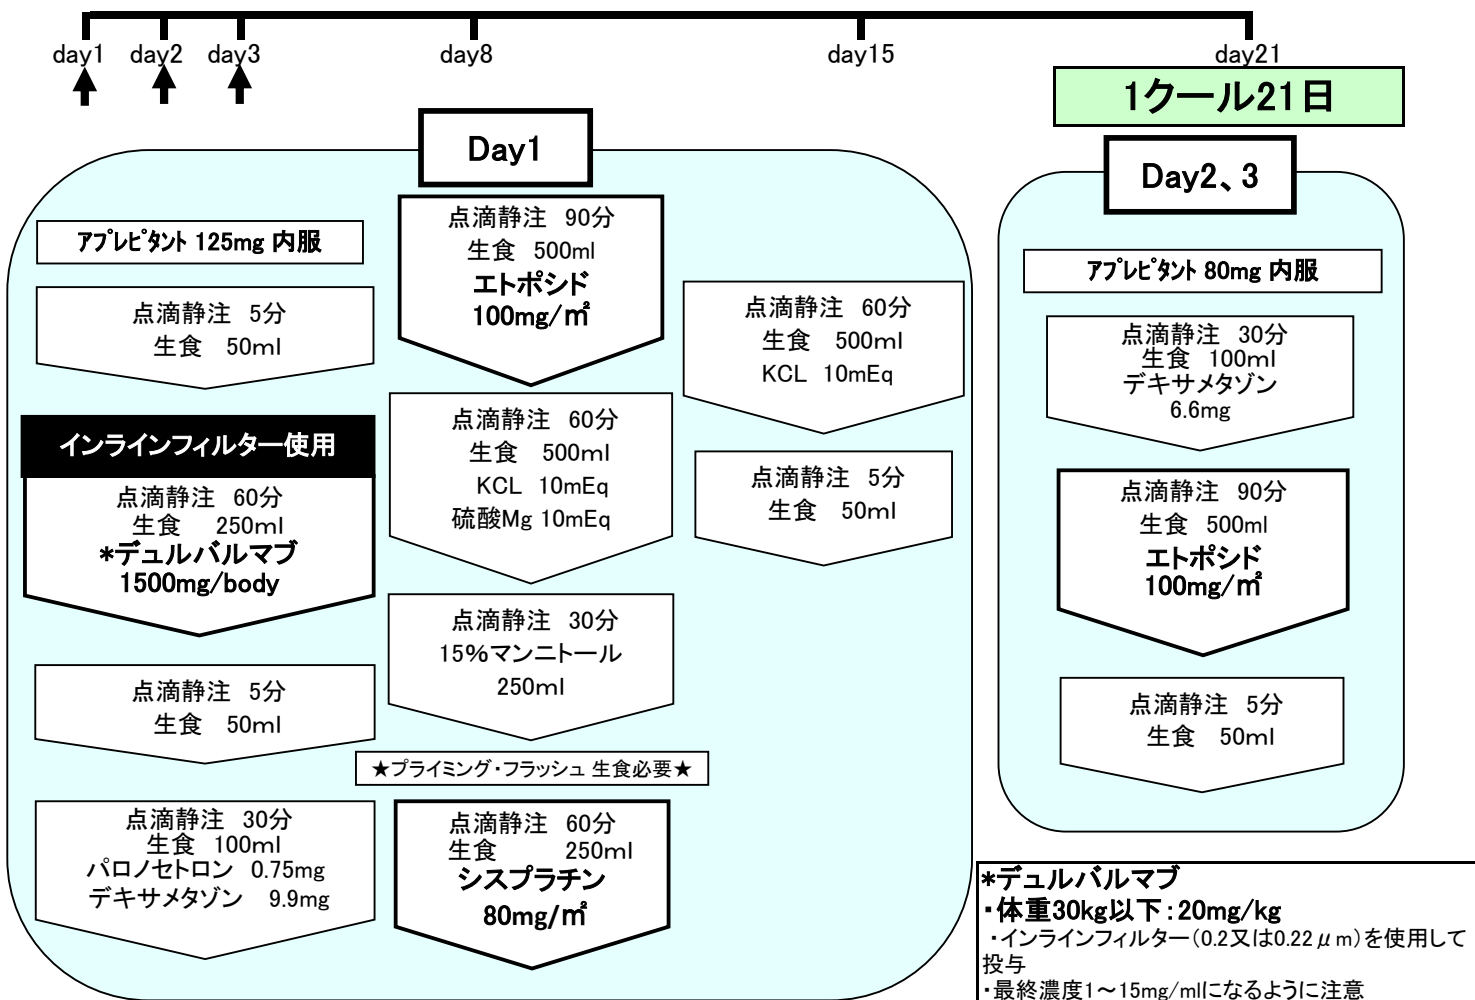 day1
day2
day3
day8
day15
day21
1クール21日
Day1
アプレピタント 125mg 内服
点滴静注 5分
生食 50ml
インラインフィルター使用
点滴静注 60分
生食 250ml
*デュルバルマブ
1500mg/body
点滴静注 5分
生食 50ml
点滴静注 30分
生食 100ml
パロノセトロン 0.75mg
デキサメタゾン 9.9mg
点滴静注 90分
生食 500ml
エトポシド
100mg/㎡
点滴静注 60分
生食 500ml
KCL 10mEq
硫酸Mg 10mEq
点滴静注 30分
15%マンニトール
250ml
★プライミング・フラッシュ 生食必要★
点滴静注 60分
生食 250ml
シスプラチン
80mg/㎡
点滴静注 60分
生食 500ml
KCL 10mEq
点滴静注 5分
生食 50ml
Day2、3
アプレピタント 80mg 内服
点滴静注 30分
生食 100ml
デキサメタゾン
6.6mg
点滴静注 90分
生食 500ml
エトポシド
100mg/㎡
点滴静注 5分
生食 50ml
*デュルバルマブ
・体重30kg以下:20mg/kg
・インラインフィルター(0.2又は0.22μm)を使用して
投与
・最終濃度1~15mg/mlになるように注意